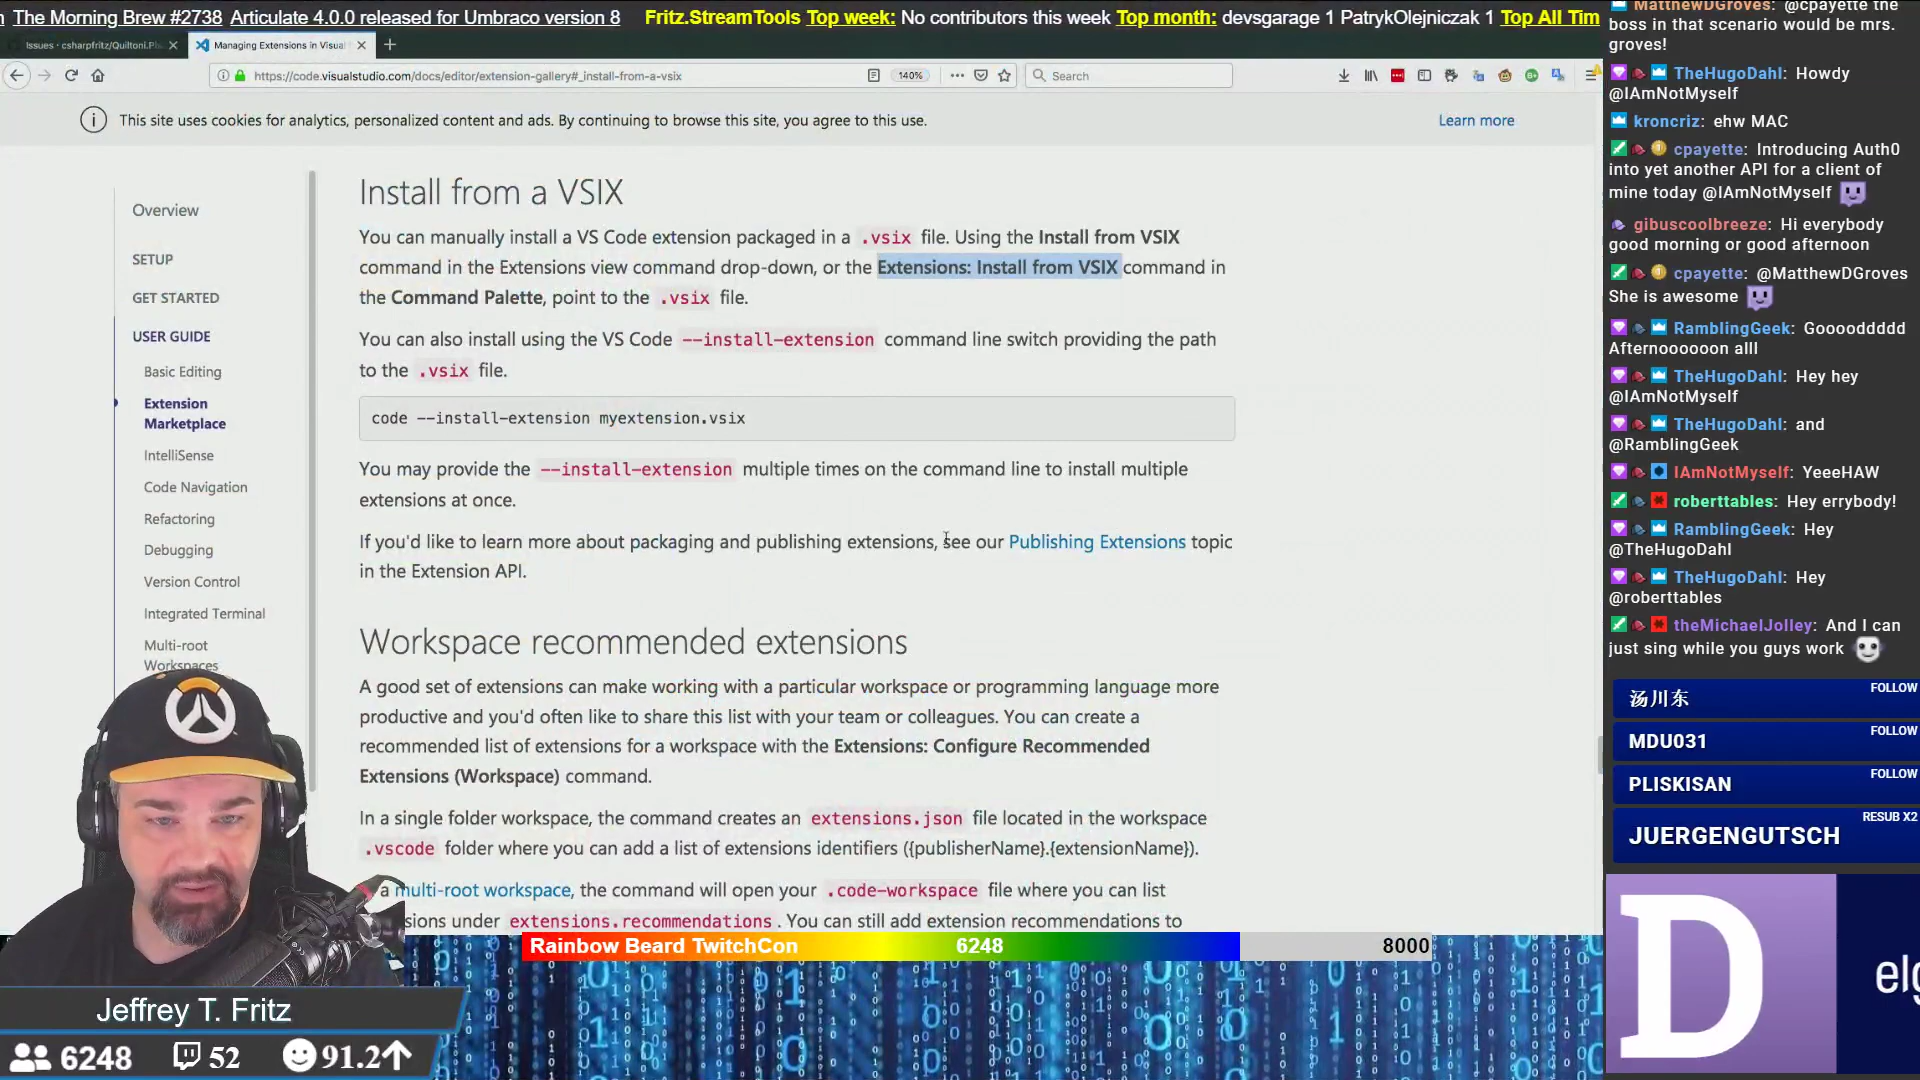 The Morning Brew #2738 Articulate 4.0.0 released for Umbraco version 8
Fritz.StreamTools Top week: No contributors this week Top month: devsgarage 1 PatrykOlejniczak 1 Top All Tim
Issues · csharpfritz/Quiltoni.Pi
Managing Extensions in Visual
https://code.visualstudio.com/docs/editor/extension-gallery#_install-from-a-vsix
140%
Search
This site uses cookies for analytics, personalized content and ads. By continuing to browse this site, you agree to this use.
Learn more
Overview
SETUP
GET STARTED
USER GUIDE
Basic Editing
Extension
Marketplace
IntelliSense
Code Navigation
Refactoring
Debugging
Version Control
Integrated Terminal
Multi-root
Workspaces
Install from a VSIX
You can manually install a VS Code extension packaged in a .vsix file. Using the Install from VSIX
command in the Extensions view command drop-down, or the Extensions: Install from VSIX command in
the Command Palette, point to the .vsix file.
You can also install using the VS Code --install-extension command line switch providing the path
to the .vsix file.
code --install-extension myextension.vsix
You may provide the --install-extension multiple times on the command line to install multiple
extensions at once.
If you'd like to learn more about packaging and publishing extensions, see our Publishing Extensions topic
in the Extension API.
Workspace recommended extensions
A good set of extensions can make working with a particular workspace or programming language more
productive and you'd often like to share this list with your team or colleagues. You can create a
recommended list of extensions for a workspace with the Extensions: Configure Recommended
Extensions (Workspace) command.
In a single folder workspace, the command creates an extensions.json file located in the workspace
.vscode folder where you can add a list of extensions identifiers ({publisherName}.{extensionName}).
a multi-root workspace, the command will open your .code-workspace file where you can list
sions under extensions.recommendations. You can still add extension recommendations to
Rainbow Beard TwitchCon 6248 8000
Jeffrey T. Fritz
6248 52 91.2
MatthewDGroves: @cpayette the
boss in that scenario would be mrs.
groves!
TheHugoDahl: Howdy
@IAmNotMyself
kroncriz: ehw MAC
cpayette: Introducing Auth0
into yet another API for a client of
mine today @IAmNotMyself
gibuscoolbreeze: Hi everybody
good morning or good afternoon
cpayette: @MatthewDGroves
She is awesome
RamblingGeek: Gooooddddd
Afternoooooon alll
TheHugoDahl: Hey hey
@IAmNotMyself
TheHugoDahl: and
@RamblingGeek
IAmNotMyself: YeeeHAW
roberttables: Hey errybody!
RamblingGeek: Hey
@TheHugoDahl
TheHugoDahl: Hey
@roberttables
theMichaelJolley: And I can
just sing while you guys work
汤川东 FOLLOW
MDU031 FOLLOW
PLISKISAN FOLLOW
JUERGENGUTSCH RESUB X2
D
elg